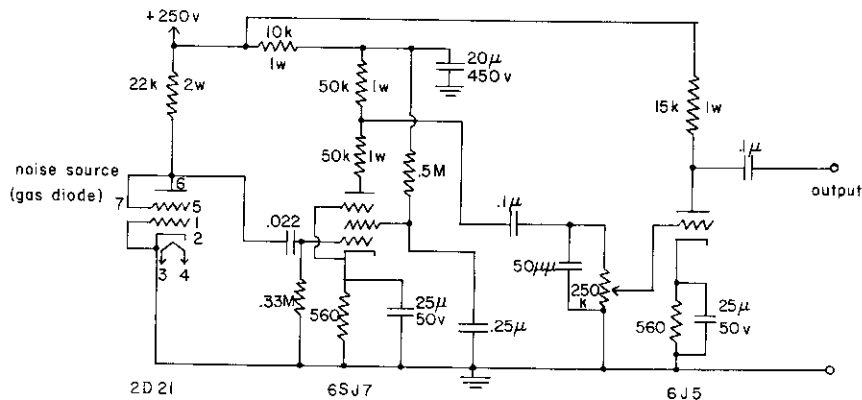 +250v
10k
1w
20μ
450v
22k
2w
50k
1w
15k
1w
50k
1w
.5M
.1μ
noise source
(gas diode)
output
6
7
5
1
2
3
4
.022
.1μ
50μμ
250
k
.33M
560
25μ
50v
.25μ
560
25μ
50v
2D21
6SJ7
6J5